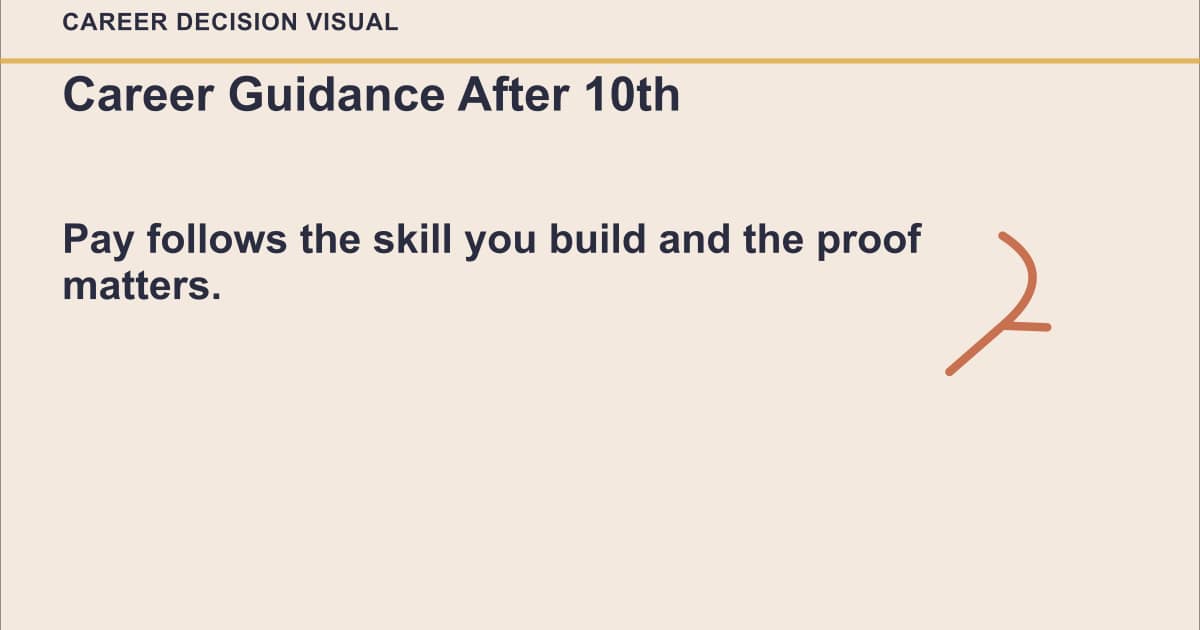 CAREER DECISION VISUAL
Career Guidance After 10th
Pay follows the skill you build and the proof
matters.